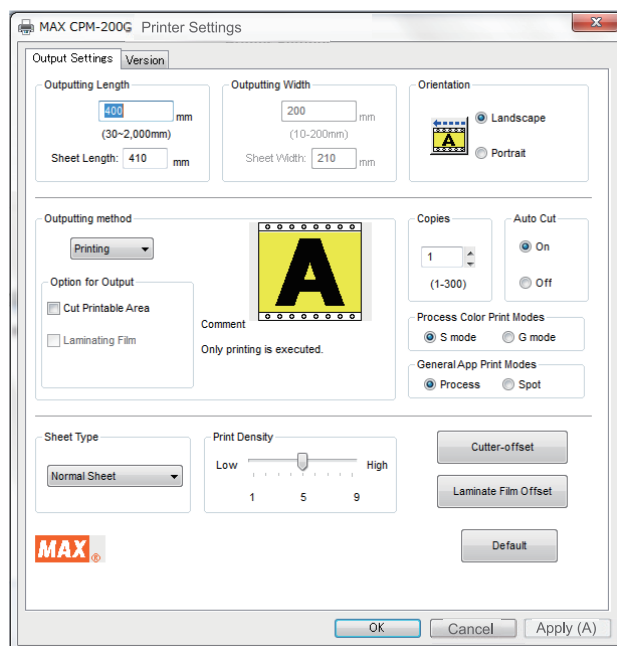 MAX CPM-200G Printer Settings
Output Settings Version
Outputting Length
400 mm
(30~2,000mm)
Sheet Length: 410 mm
Outputting Width
200 mm
(10-200mm)
Sheet Width: 210 mm
Orientation
A
Landscape
Portrait
Outputting method
Printing
Option for Output
Cut Printable Area
Laminating Film
A
Comment
Only printing is executed.
Copies
1
(1-300)
Auto Cut
On
Off
Process Color Print Modes
S mode G mode
General App Print Modes
Process Spot
Sheet Type
Normal Sheet
Print Density
Low High
1 5 9
Cutter-offset
Laminate Film Offset
Default
MAX®
OK Cancel Apply (A)